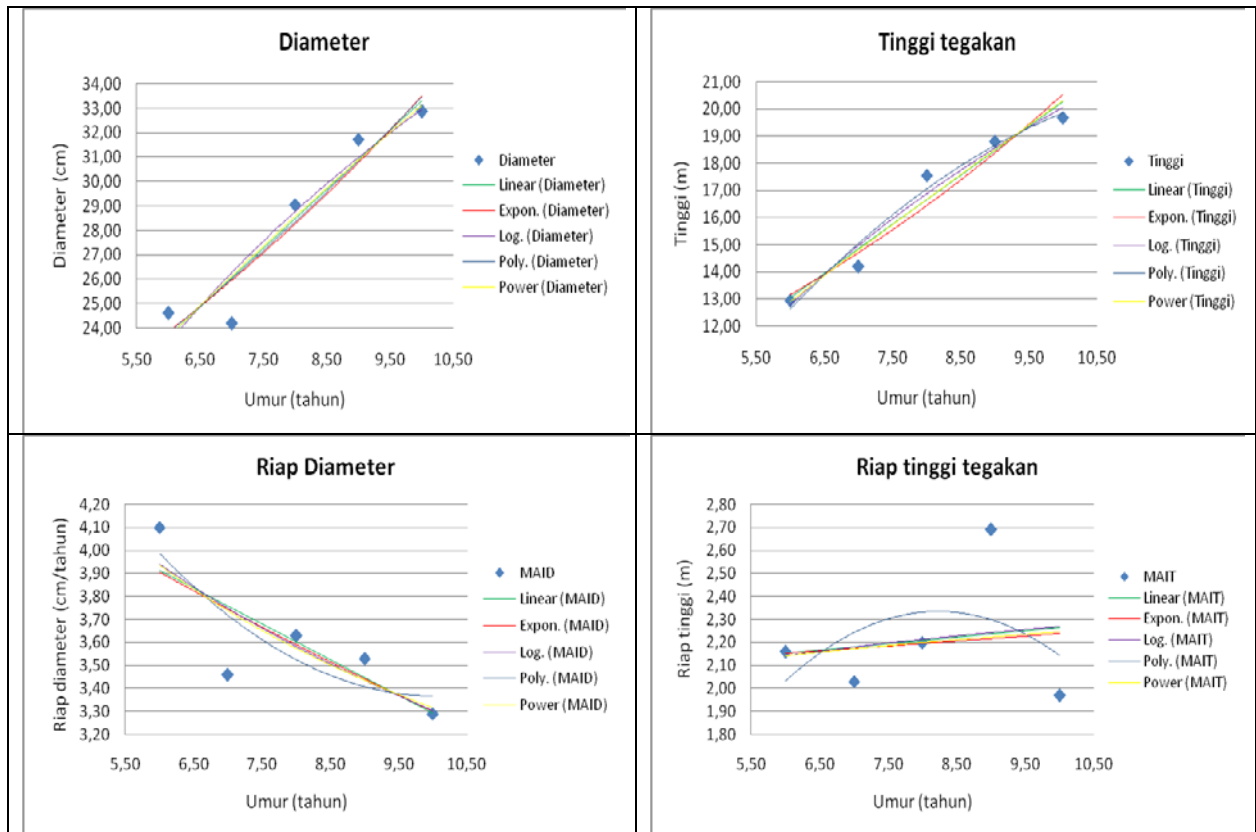 Diameter
Diameter (cm)
34,00
33,00
32,00
31,00
30,00
29,00
28,00
27,00
26,00
25,00
24,00
5,50 6,50 7,50 8,50 9,50 10,50
Umur (tahun)
Diameter
Linear (Diameter)
Expon. (Diameter)
Log. (Diameter)
Poly. (Diameter)
Power (Diameter)
Tinggi tegakan
Tinggi (m)
21,00
20,00
19,00
18,00
17,00
16,00
15,00
14,00
13,00
12,00
5,50 6,50 7,50 8,50 9,50 10,50
Umur (tahun)
Tinggi
Linear (Tinggi)
Expon. (Tinggi)
Log. (Tinggi)
Poly. (Tinggi)
Power (Tinggi)
Riap Diameter
Riap diameter (cm/tahun)
4,20
4,10
4,00
3,90
3,80
3,70
3,60
3,50
3,40
3,30
3,20
5,50 6,50 7,50 8,50 9,50 10,50
Umur (tahun)
MAID
Linear (MAID)
Expon. (MAID)
Log. (MAID)
Poly. (MAID)
Power (MAID)
Riap tinggi tegakan
Riap tinggi (m)
2,80
2,70
2,60
2,50
2,40
2,30
2,20
2,10
2,00
1,90
1,80
5,50 6,50 7,50 8,50 9,50 10,50
Umur (tahun)
MAIT
Linear (MAIT)
Expon. (MAIT)
Log. (MAIT)
Poly. (MAIT)
Power (MAIT)